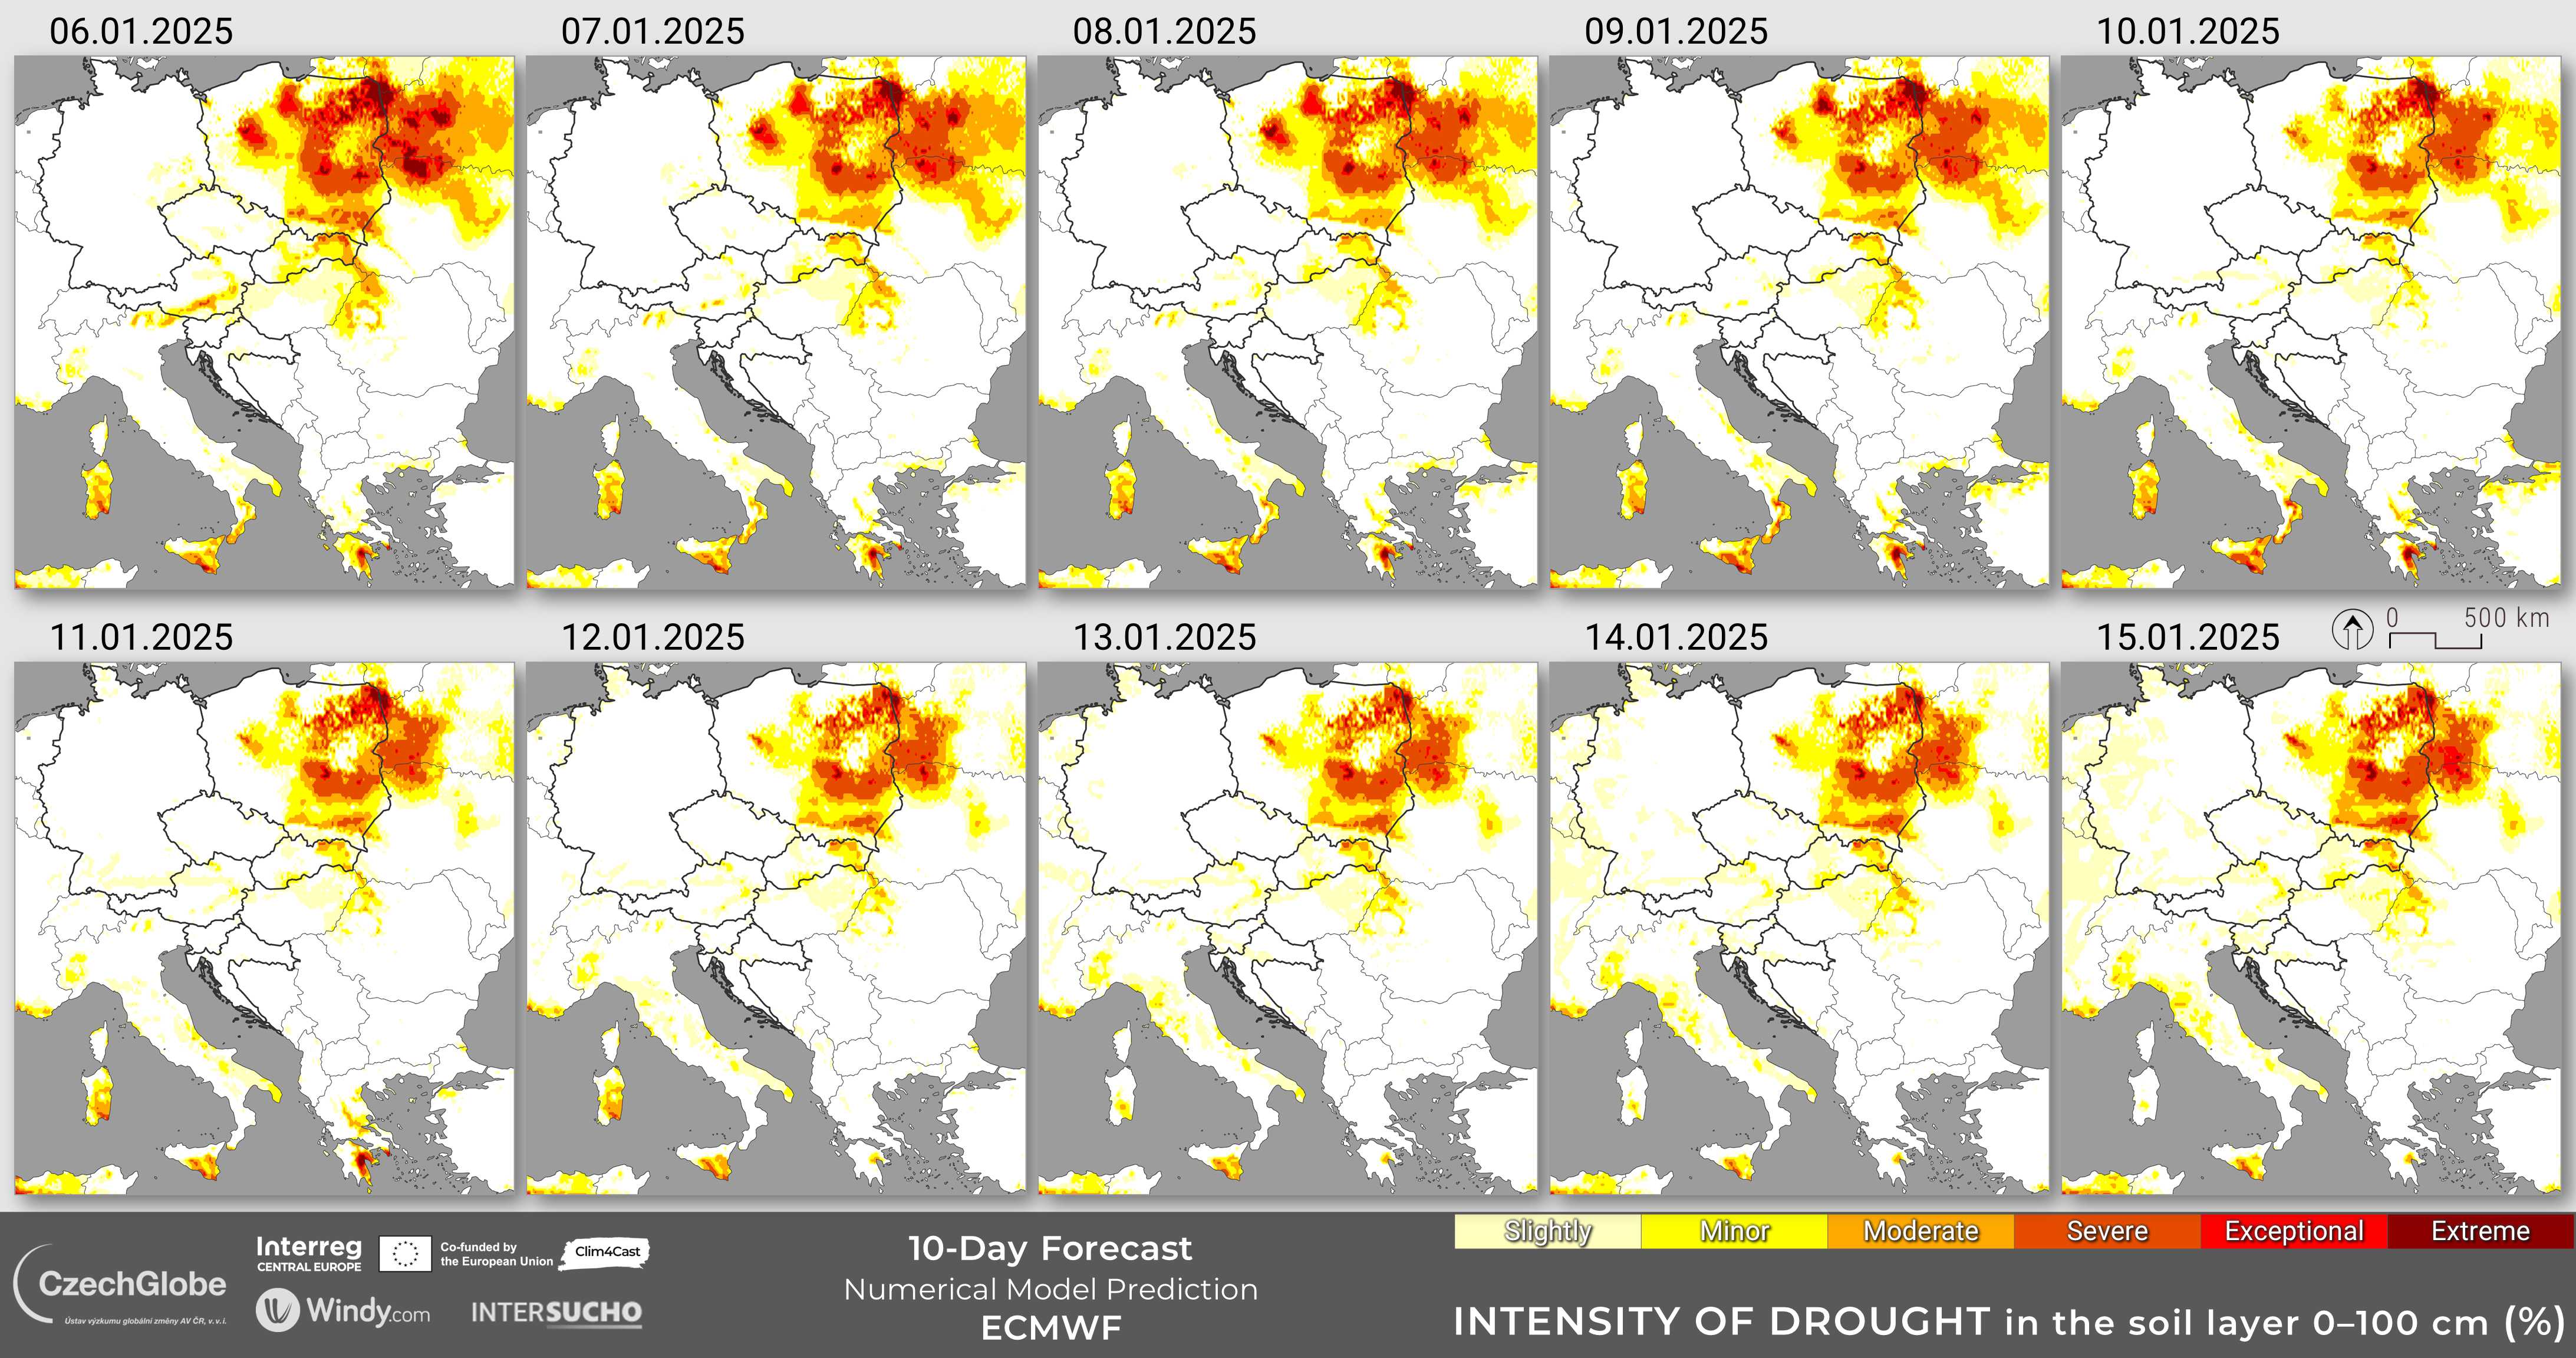 06.01.2025
07.01.2025
08.01.2025
09.01.2025
10.01.2025
11.01.2025
12.01.2025
13.01.2025
14.01.2025
15.01.2025
0 500 km
CzechGlobe
Ústav výzkumu globální změny AV ČR, v. v. i.
Interreg
CENTRAL EUROPE
Co-funded by
the European Union
Clim4Cast
Windy.com
INTERSUCHO
10-Day Forecast
Numerical Model Prediction
ECMWF
Slightly Minor Moderate Severe Exceptional Extreme
INTENSITY OF DROUGHT in the soil layer 0–100 cm (%)